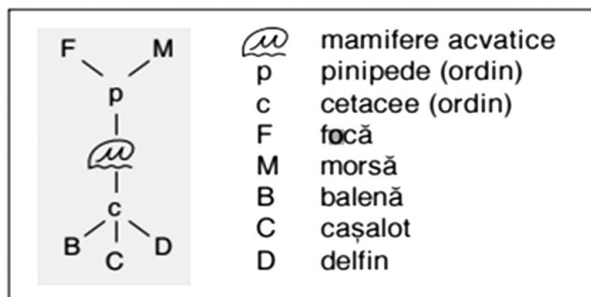 F M
p
µ
c
B D
C
µ mamifere acvatice
p pinipede (ordin)
c cetacee (ordin)
F focă
M morsă
B balenă
C cașalot
D delfin